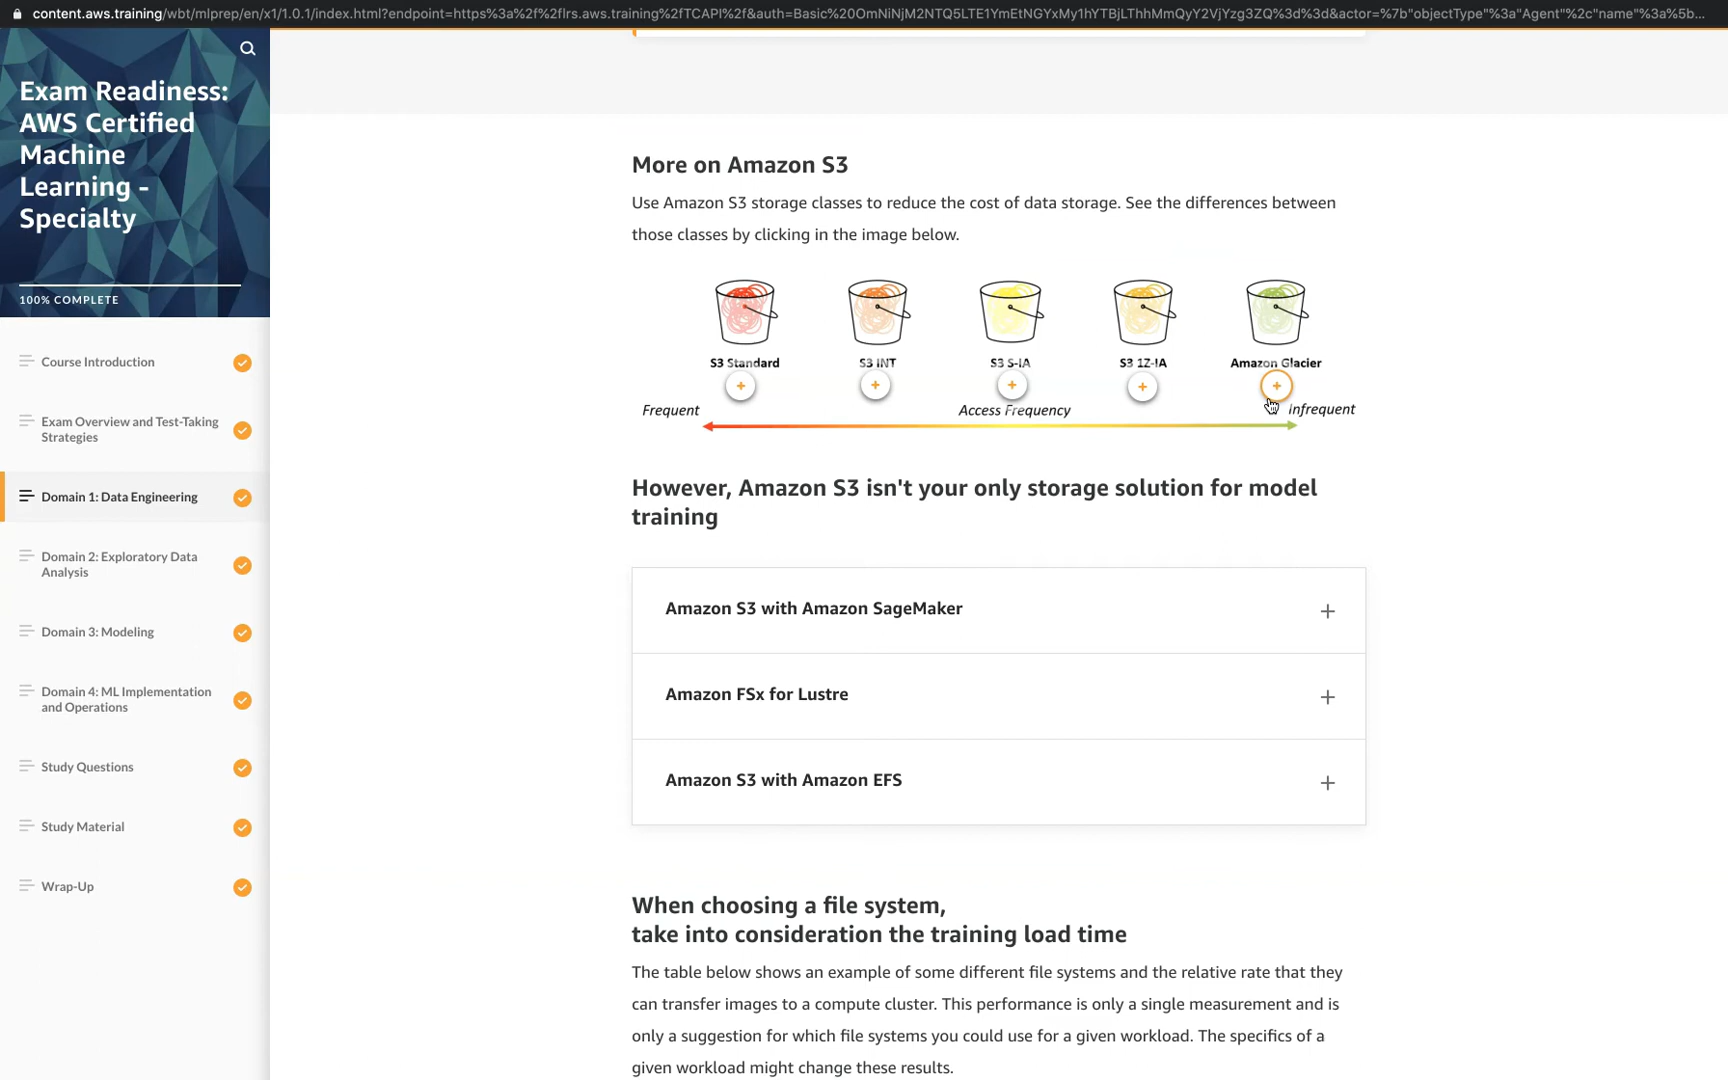 content.aws.training/wbt/mlprep/en/x1/1.0.1/index.html?endpoint=https%3a%2f%2flrs.aws.training%2fTCAPI%2f&auth=Basic%20OmNiNjM2NTQ5LTE1YmEtNGYxMy1hYTBjLThhMmQyY2VjYzg3ZQ%3d%3d&actor=%7b"objectType"%3a"Agent"%2c"name"%3a%5b...
Exam Readiness:
AWS Certified
Machine
Learning -
Specialty
100% COMPLETE
Course Introduction
Exam Overview and Test-Taking
Strategies
Domain 1: Data Engineering
Domain 2: Exploratory Data
Analysis
Domain 3: Modeling
Domain 4: ML Implementation
and Operations
Study Questions
Study Material
Wrap-Up
More on Amazon S3
Use Amazon S3 storage classes to reduce the cost of data storage. See the differences between
those classes by clicking in the image below.
S3 Standard S3 INT S3 S-IA S3 1Z-IA Amazon Glacier
Frequent Access Frequency Infrequent
However, Amazon S3 isn't your only storage solution for model
training
Amazon S3 with Amazon SageMaker
Amazon FSx for Lustre
Amazon S3 with Amazon EFS
When choosing a file system,
take into consideration the training load time
The table below shows an example of some different file systems and the relative rate that they
can transfer images to a compute cluster. This performance is only a single measurement and is
only a suggestion for which file systems you could use for a given workload. The specifics of a
given workload might change these results.